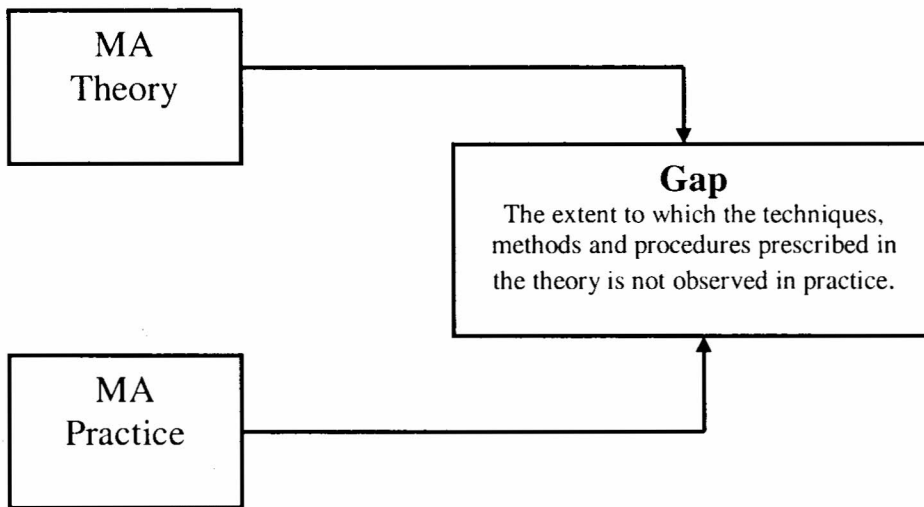 MA
Theory
Gap
The extent to which the techniques,
methods and procedures prescribed in
the theory is not observed in practice.
MA
Practice